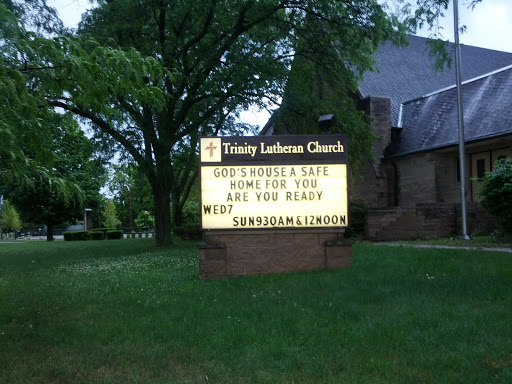 Trinity Lutheran Church
GOD'S HOUSE A SAFE
HOME FOR YOU
ARE YOU READY
WED7
SUN930AM&12NOON